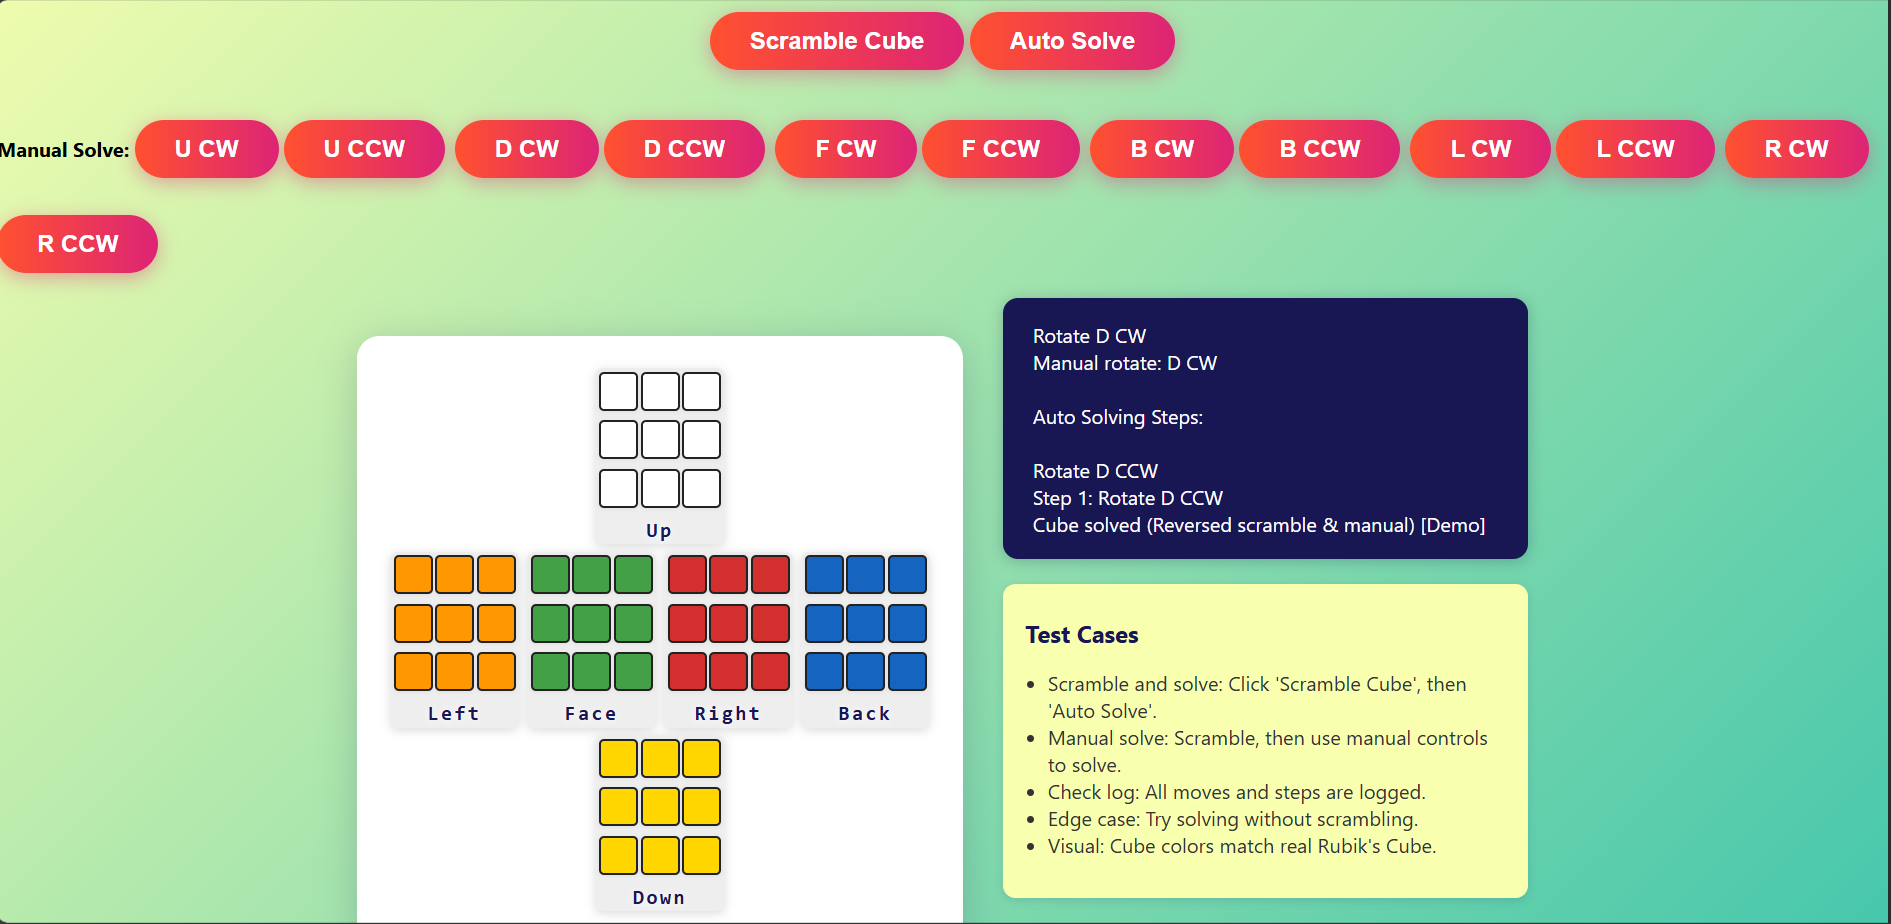 Scramble Cube Auto Solve
Manual Solve: U CW U CCW D CW D CCW F CW F CCW B CW B CCW L CW L CCW R CW
R CCW
Up
Left Face Right Back
Down
Rotate D CW
Manual rotate: D CW
Auto Solving Steps:
Rotate D CCW
Step 1: Rotate D CCW
Cube solved (Reversed scramble & manual) [Demo]
Test Cases
• Scramble and solve: Click 'Scramble Cube', then
'Auto Solve'.
• Manual solve: Scramble, then use manual controls
to solve.
• Check log: All moves and steps are logged.
• Edge case: Try solving without scrambling.
• Visual: Cube colors match real Rubik's Cube.